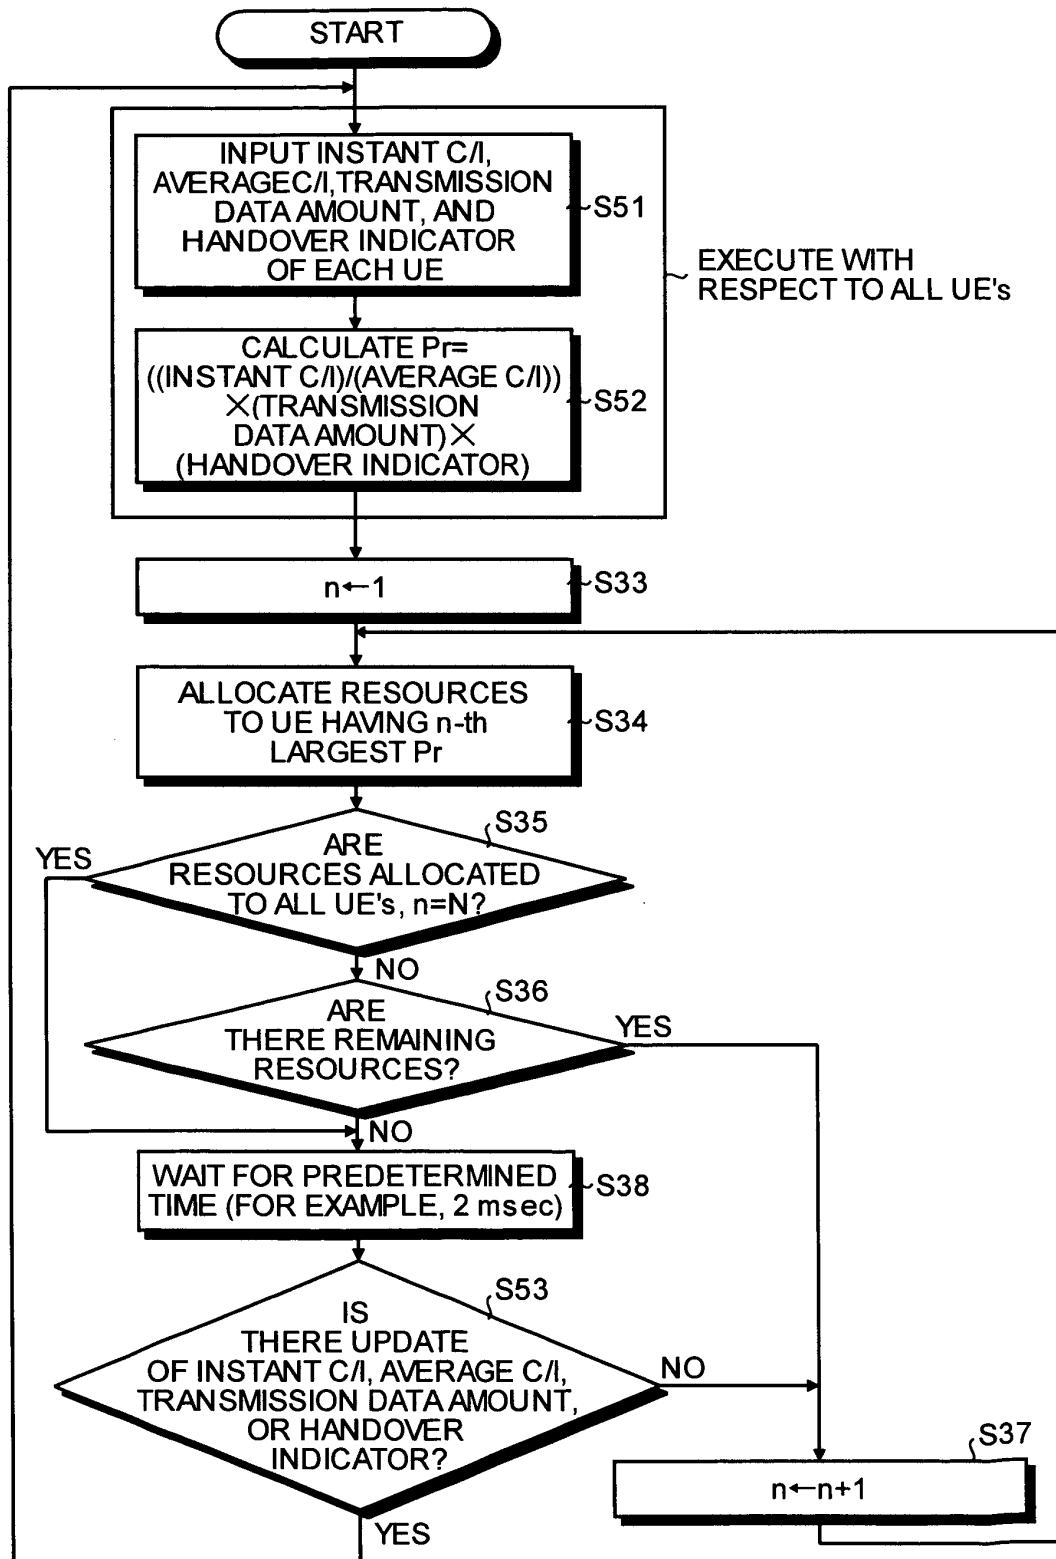 START
INPUT INSTANT C/I,
AVERAGEC/I,TRANSMISSION
DATA AMOUNT, AND
HANDOVER INDICATOR
OF EACH UE
S51
EXECUTE WITH
RESPECT TO ALL UE's
CALCULATE Pr=
((INSTANT C/I)/(AVERAGE C/I))
×(TRANSMISSION
DATA AMOUNT)×
(HANDOVER INDICATOR)
S52
n←1
S33
ALLOCATE RESOURCES
TO UE HAVING n-th
LARGEST Pr
S34
S35
YES
ARE
RESOURCES ALLOCATED
TO ALL UE's, n=N?
NO
S36
ARE
THERE REMAINING
RESOURCES?
YES
NO
WAIT FOR PREDETERMINED
TIME (FOR EXAMPLE, 2 msec)
S38
S53
IS
THERE UPDATE
OF INSTANT C/I, AVERAGE C/I,
TRANSMISSION DATA AMOUNT,
OR HANDOVER
INDICATOR?
NO
YES
S37
n←n+1